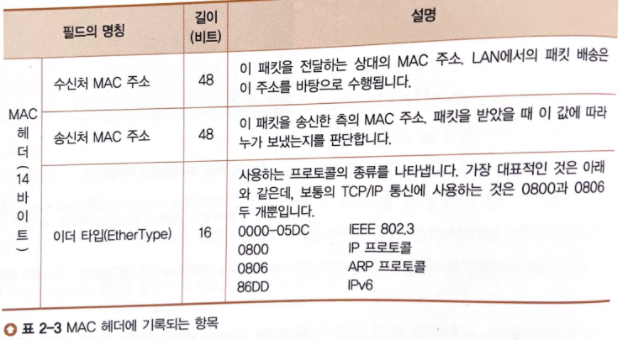 필드의 명칭
길이
(비트)
설명
MAC
헤
더
(
14
바
이
트
)
수신처 MAC 주소
48
이 패킷을 전달하는 상대의 MAC 주소. LAN에서의 패킷 배송은
이 주소를 바탕으로 수행됩니다.
송신처 MAC 주소
48
이 패킷을 송신한 측의 MAC 주소. 패킷을 받았을 때 이 값에 따라
누가 보냈는지를 판단합니다.
이더 타입(EtherType)
16
사용하는 프로토콜의 종류를 나타냅니다. 가장 대표적인 것은 아래
와 같은데, 보통의 TCP/IP 통신에 사용하는 것은 0800과 0806
두 개뿐입니다.
0000-05DC : IEEE 802.3
0800 : IP 프로토콜
0806 : ARP 프로토콜
86DD : IPv6
표 2-3 MAC 헤더에 기록되는 항목